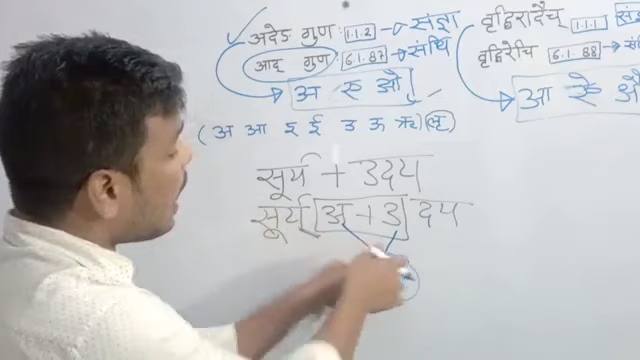 अदेङ गुणः 1.1.2 → संज्ञा
आद् गुण 6.1.87 → संधि
अ ए ओ
वृद्धिरादैच् 1.1.1
वृद्धिरेचि 6.1.88 →
आ ऐ औ
(अ आ इ ई उ ऊ ऋ लृ)
सूर्य + उदय
सूर्य् अ + उ दय